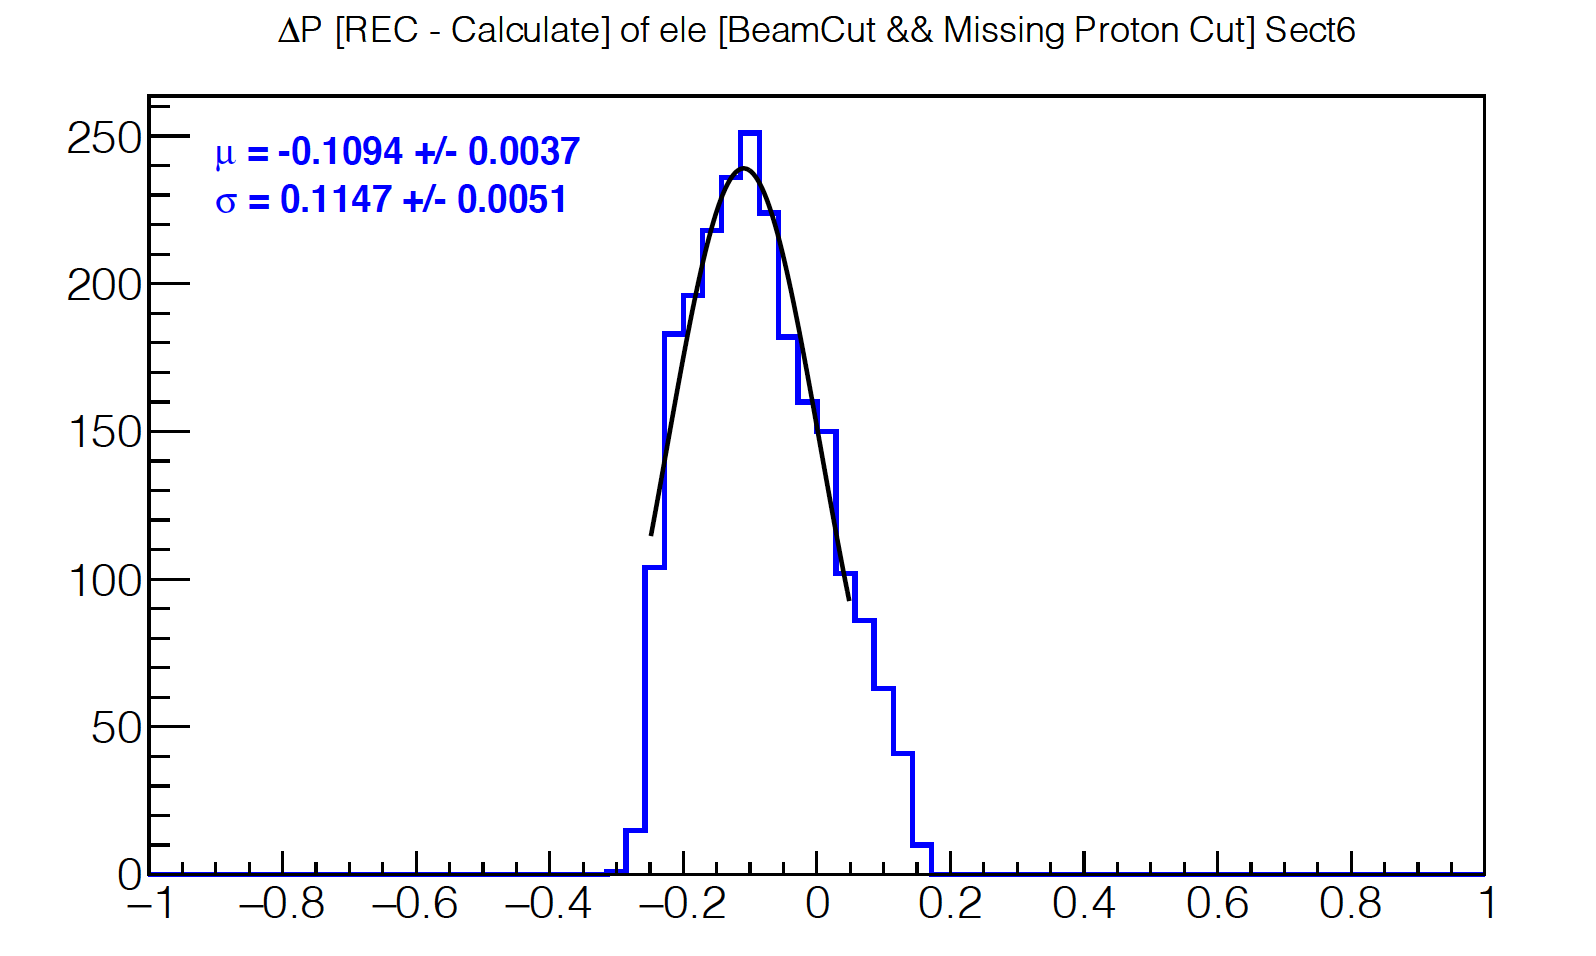 ΔP [REC - Calculate] of ele [BeamCut && Missing Proton Cut] Sect6
μ = -0.1094 +/- 0.0037
σ = 0.1147 +/- 0.0051
250
200
150
100
50
0
−1 −0.8 −0.6 −0.4 −0.2 0 0.2 0.4 0.6 0.8 1